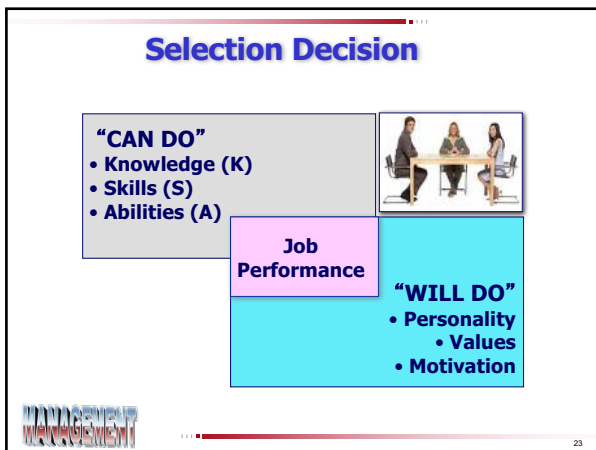 Selection Decision
“CAN DO”
• Knowledge (K)
• Skills (S)
• Abilities (A)
Job
Performance
“WILL DO”
• Personality
• Values
• Motivation
MANAGEMENT
23